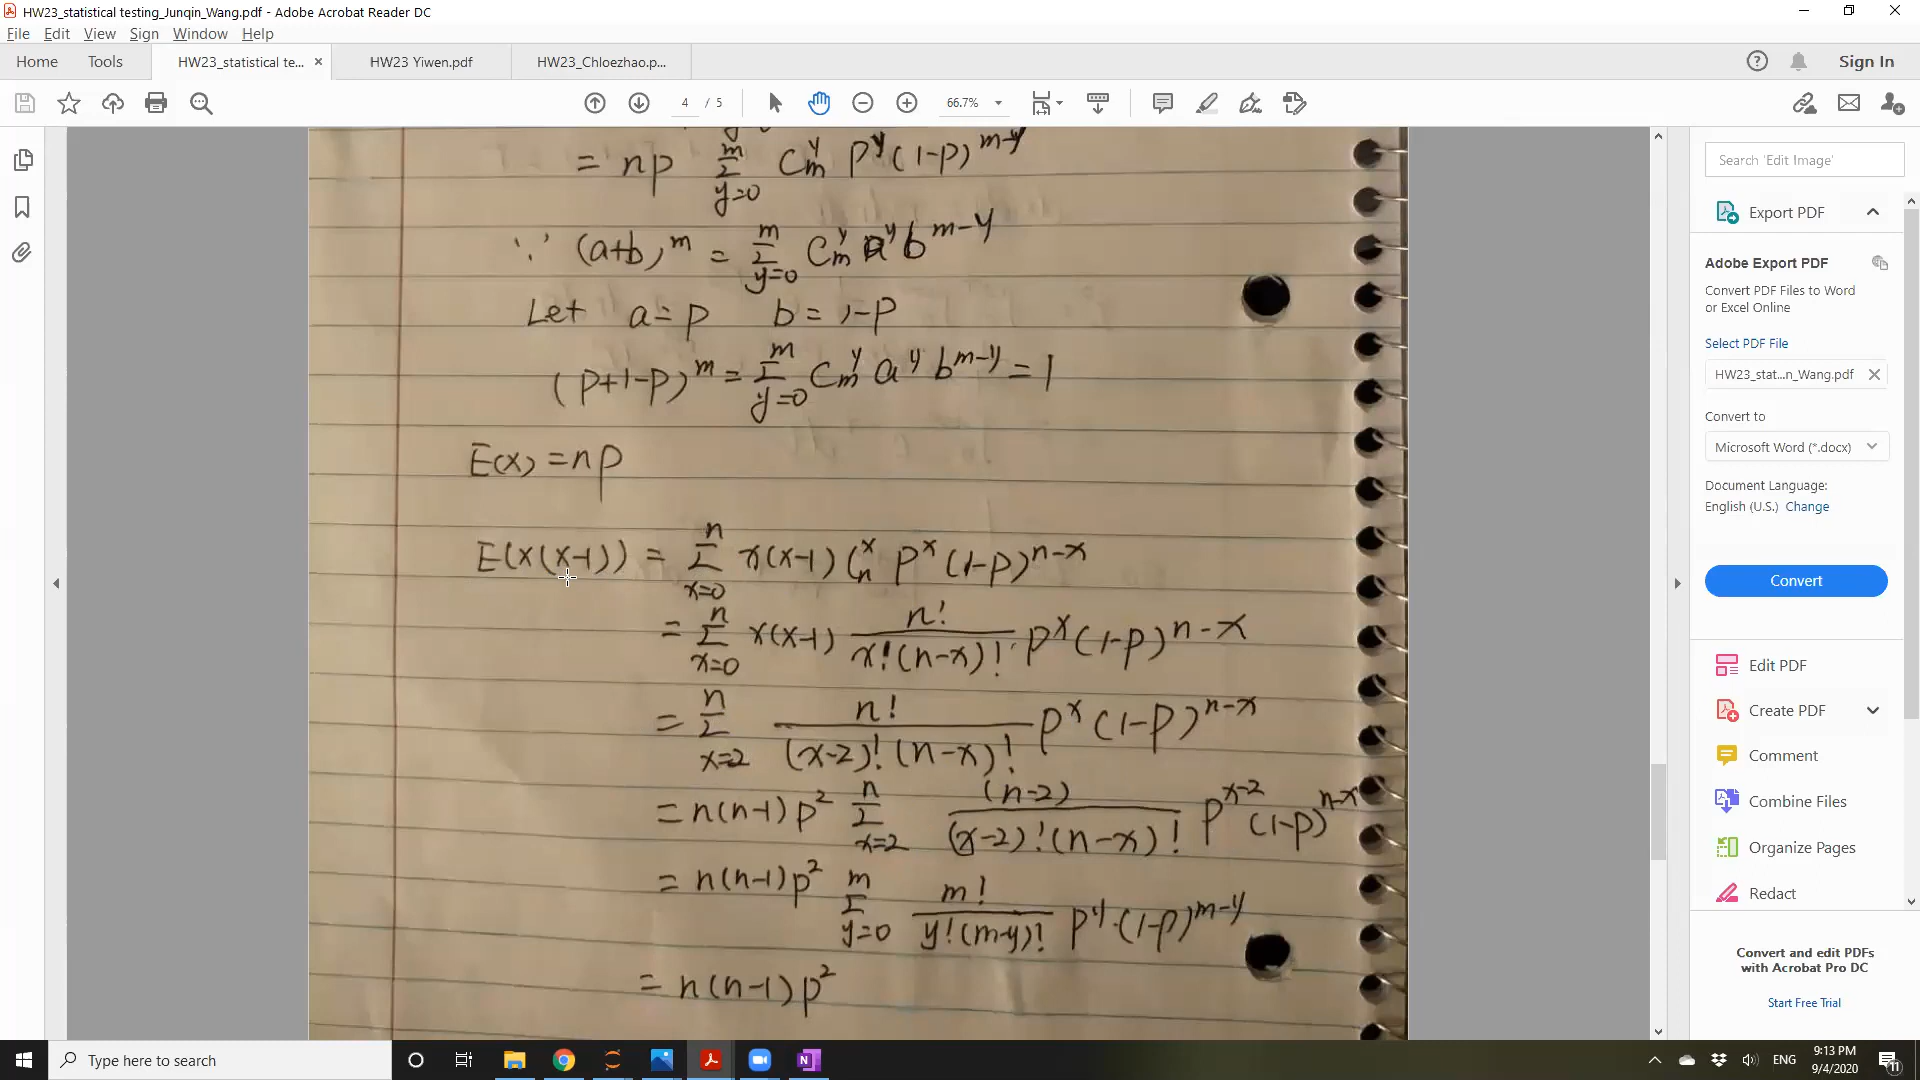 HW23_statistical testing_Junqin_Wang.pdf - Adobe Acrobat Reader DC
File Edit View Sign Window Help
Home Tools HW23_statistical te... × HW23 Yiwen.pdf HW23_Chloezhao.p... Sign In
4 / 5 66.7%
= np Σ_{y=0}^{m} C_m^y P^y (1-p)^{m-y}
∵ (a+b)^m = Σ_{y=0}^{m} C_m^y a^y b^{m-y}
Let a=p b=1-p
(p+1-p)^m = Σ_{y=0}^{m} C_m^y a^y b^{m-y} = 1
E(x) = np
E(x(x-1)) = Σ_{x=0}^{n} x(x-1) C_n^x p^x (1-p)^{n-x}
= Σ_{x=0}^{n} x(x-1) n!/(x!(n-x)!) · p^x (1-p)^{n-x}
= Σ_{x=2}^{n} n!/((x-2)!(n-x)!) p^x (1-p)^{n-x}
= n(n-1)p^2 Σ_{x=2}^{n} (n-2)/((x-2)!(n-x)!) p^{x-2} (1-p)^{n-x}
= n(n-1)p^2 Σ_{y=0}^{m} m!/(y!(m-y)!) p^y · (1-p)^{m-y}
= n(n-1)p^2
Search 'Edit Image'
Export PDF
Adobe Export PDF
Convert PDF Files to Word
or Excel Online
Select PDF File
HW23_stat...n_Wang.pdf
Convert to
Microsoft Word (*.docx)
Document Language:
English (U.S.) Change
Convert
Edit PDF
Create PDF
Comment
Combine Files
Organize Pages
Redact
Convert and edit PDFs
with Acrobat Pro DC
Start Free Trial
Type here to search
ENG
9:13 PM
9/4/2020
11